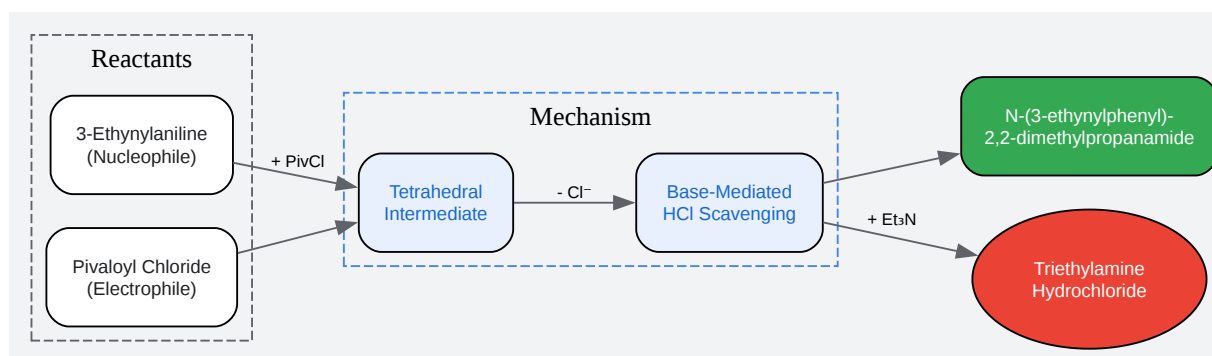 Reactants
3-Ethynylaniline
(Nucleophile)
+ PivCl
Pivaloyl Chloride
(Electrophile)
Mechanism
Tetrahedral
Intermediate
- Cl⁻
Base-Mediated
HCl Scavenging
+ Et₃N
N-(3-ethynylphenyl)-
2,2-dimethylpropanamide
Triethylamine
Hydrochloride